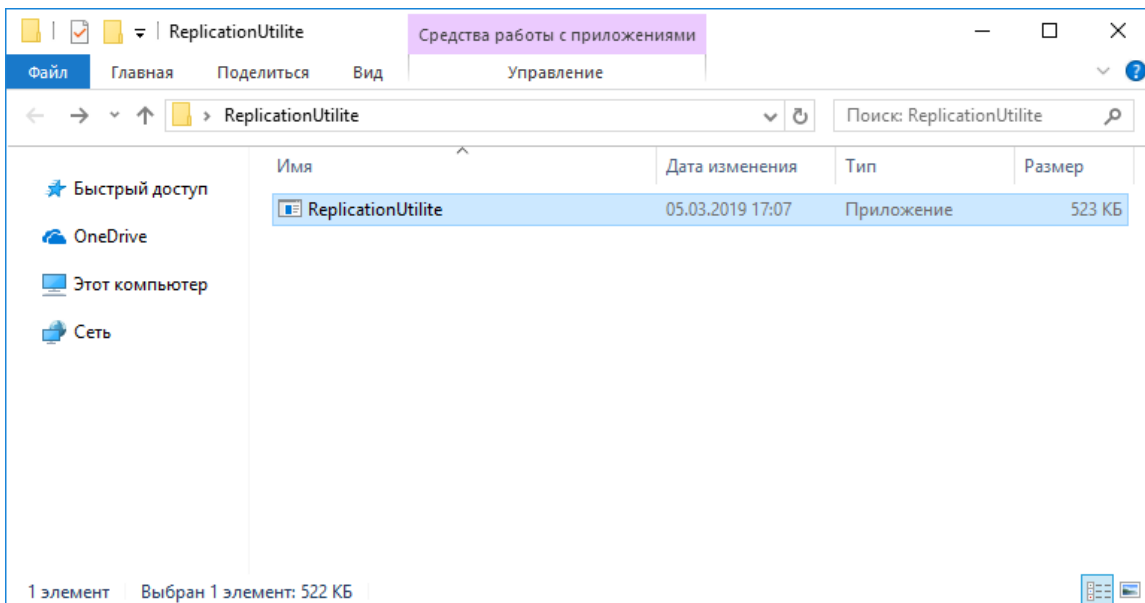 ReplicationUtilite Средства работы с приложениями
Файл Главная Поделиться Вид Управление
ReplicationUtilite Поиск: ReplicationUtilite
Имя Дата изменения Тип Размер
ReplicationUtilite 05.03.2019 17:07 Приложение 523 КБ
Быстрый доступ
OneDrive
Этот компьютер
Сеть
1 элемент Выбран 1 элемент: 522 КБ